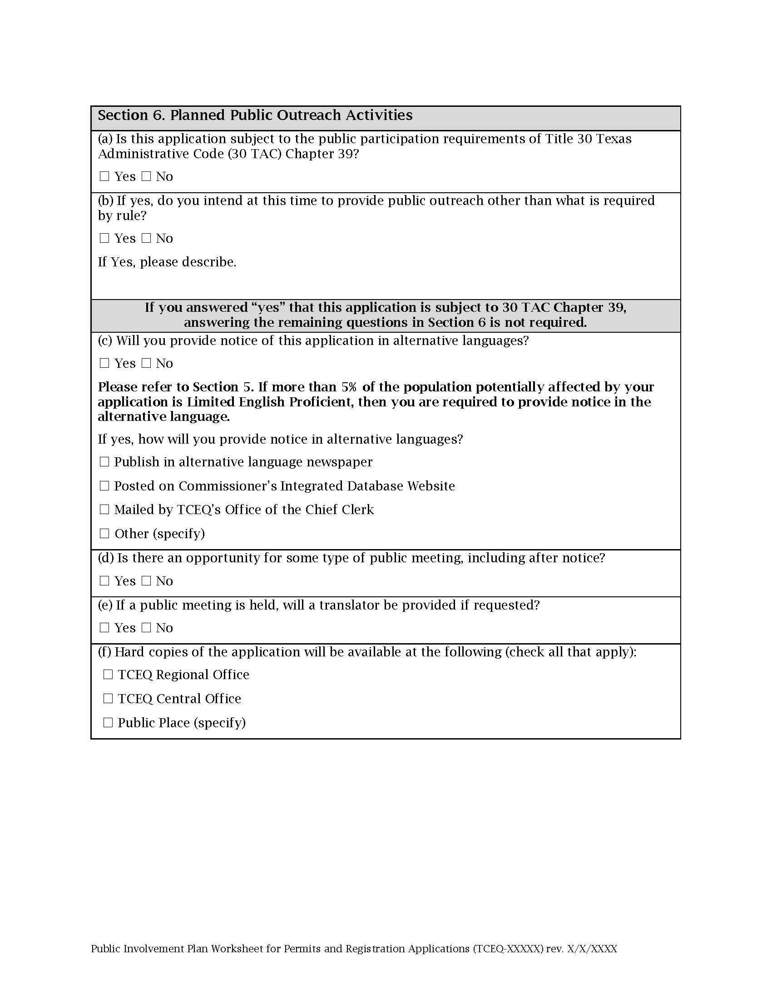 Section 6. Planned Public Outreach Activities
(a) Is this application subject to the public participation requirements of Title 30 Texas
Administrative Code (30 TAC) Chapter 39?
☐ Yes ☐ No
(b) If yes, do you intend at this time to provide public outreach other than what is required
by rule?
☐ Yes ☐ No
If Yes, please describe.
If you answered “yes” that this application is subject to 30 TAC Chapter 39,
answering the remaining questions in Section 6 is not required.
(c) Will you provide notice of this application in alternative languages?
☐ Yes ☐ No
Please refer to Section 5. If more than 5% of the population potentially affected by your
application is Limited English Proficient, then you are required to provide notice in the
alternative language.
If yes, how will you provide notice in alternative languages?
☐ Publish in alternative language newspaper
☐ Posted on Commissioner’s Integrated Database Website
☐ Mailed by TCEQ’s Office of the Chief Clerk
☐ Other (specify)
(d) Is there an opportunity for some type of public meeting, including after notice?
☐ Yes ☐ No
(e) If a public meeting is held, will a translator be provided if requested?
☐ Yes ☐ No
(f) Hard copies of the application will be available at the following (check all that apply):
☐ TCEQ Regional Office
☐ TCEQ Central Office
☐ Public Place (specify)
Public Involvement Plan Worksheet for Permits and Registration Applications (TCEQ-XXXXX) rev. X/X/XXXX